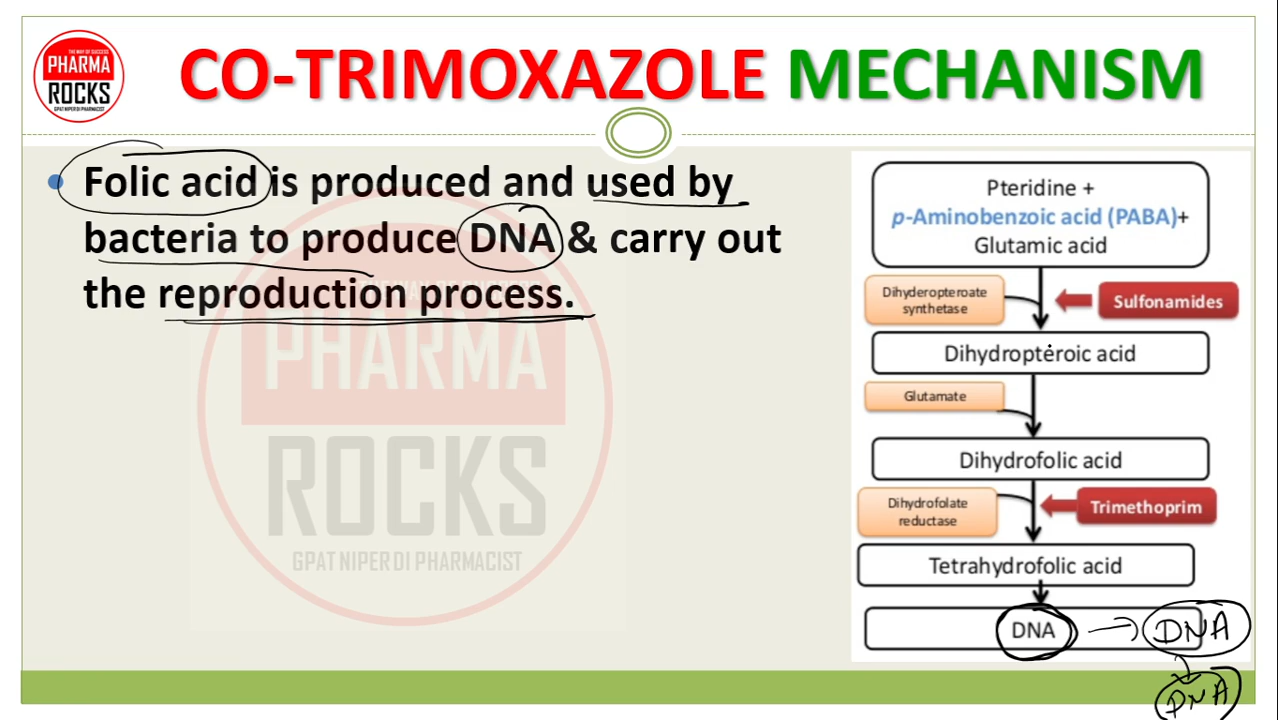 THE WAY OF SUCCESS
PHARMA
ROCKS
GPAT NIPER DI PHARMACIST
CO-TRIMOXAZOLE MECHANISM
• Folic acid is produced and used by
bacteria to produce DNA & carry out
the reproduction process.
PHARMA
ROCKS
GPAT NIPER DI PHARMACIST
Pteridine +
p-Aminobenzoic acid (PABA)+
Glutamic acid
Dihyderopteroate
synthetase
Sulfonamides
Dihydropteroic acid
Glutamate
Dihydrofolic acid
Dihydrofolate
reductase
Trimethoprim
Tetrahydrofolic acid
DNA → DNA